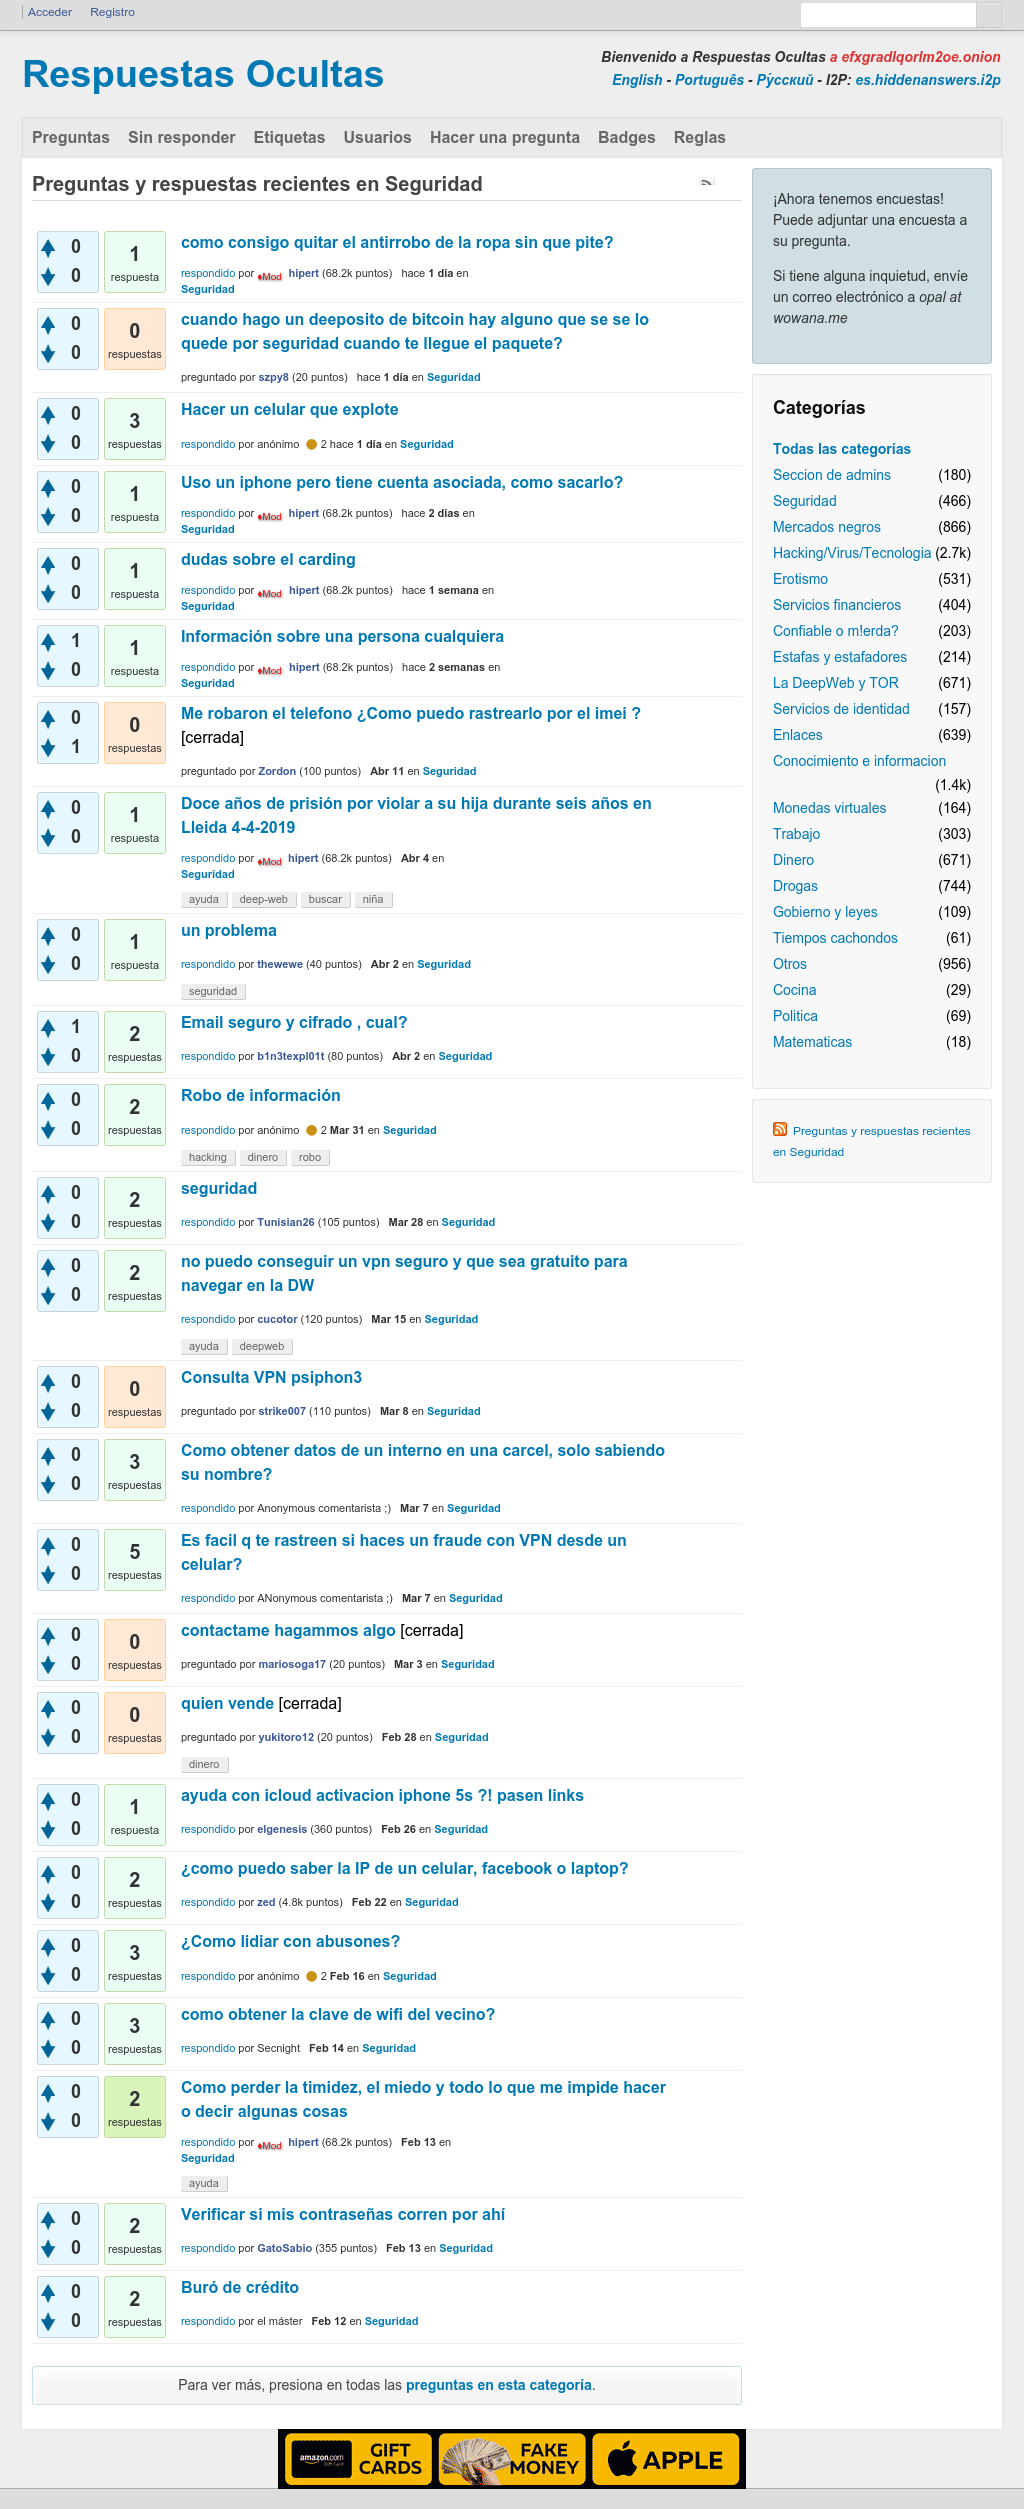 Acceder Registro
Respuestas Ocultas
Bienvenido a Respuestas Ocultas a efxgradlqorlm2oe.onion
English - Português - Ру́сский - I2P: es.hiddenanswers.i2p
Preguntas Sin responder Etiquetas Usuarios Hacer una pregunta Badges Reglas
Preguntas y respuestas recientes en Seguridad
0
0
1
respuesta
como consigo quitar el antirrobo de la ropa sin que pite?
respondido por ♦Mod hipert (68.2k puntos) hace 1 día en
Seguridad
0
0
0
respuestas
cuando hago un deeposito de bitcoin hay alguno que se se lo
quede por seguridad cuando te llegue el paquete?
preguntado por szpy8 (20 puntos) hace 1 día en Seguridad
0
0
3
respuestas
Hacer un celular que explote
respondido por anónimo 2 hace 1 día en Seguridad
0
0
1
respuesta
Uso un iphone pero tiene cuenta asociada, como sacarlo?
respondido por ♦Mod hipert (68.2k puntos) hace 2 días en
Seguridad
0
0
1
respuesta
dudas sobre el carding
respondido por ♦Mod hipert (68.2k puntos) hace 1 semana en
Seguridad
1
0
1
respuesta
Información sobre una persona cualquiera
respondido por ♦Mod hipert (68.2k puntos) hace 2 semanas en
Seguridad
0
1
0
respuestas
Me robaron el telefono ¿Como puedo rastrearlo por el imei ?
[cerrada]
preguntado por Zordon (100 puntos) Abr 11 en Seguridad
0
0
1
respuesta
Doce años de prisión por violar a su hija durante seis años en
Lleida 4-4-2019
respondido por ♦Mod hipert (68.2k puntos) Abr 4 en
Seguridad
ayuda deep-web buscar niña
0
0
1
respuesta
un problema
respondido por thewewe (40 puntos) Abr 2 en Seguridad
seguridad
1
0
2
respuestas
Email seguro y cifrado , cual?
respondido por b1n3texpl01t (80 puntos) Abr 2 en Seguridad
0
0
2
respuestas
Robo de información
respondido por anónimo 2 Mar 31 en Seguridad
hacking dinero robo
0
0
2
respuestas
seguridad
respondido por Tunisian26 (105 puntos) Mar 28 en Seguridad
0
0
2
respuestas
no puedo conseguir un vpn seguro y que sea gratuito para
navegar en la DW
respondido por cucotor (120 puntos) Mar 15 en Seguridad
ayuda deepweb
0
0
0
respuestas
Consulta VPN psiphon3
preguntado por strike007 (110 puntos) Mar 8 en Seguridad
0
0
3
respuestas
Como obtener datos de un interno en una carcel, solo sabiendo
su nombre?
respondido por Anonymous comentarista ;) Mar 7 en Seguridad
0
0
5
respuestas
Es facil q te rastreen si haces un fraude con VPN desde un
celular?
respondido por ANonymous comentarista ;) Mar 7 en Seguridad
0
0
0
respuestas
contactame hagammos algo [cerrada]
preguntado por mariosoga17 (20 puntos) Mar 3 en Seguridad
0
0
0
respuestas
quien vende [cerrada]
preguntado por yukitoro12 (20 puntos) Feb 28 en Seguridad
dinero
0
0
1
respuesta
ayuda con icloud activacion iphone 5s ?! pasen links
respondido por elgenesis (360 puntos) Feb 26 en Seguridad
0
0
2
respuestas
¿como puedo saber la IP de un celular, facebook o laptop?
respondido por zed (4.8k puntos) Feb 22 en Seguridad
0
0
3
respuestas
¿Como lidiar con abusones?
respondido por anónimo 2 Feb 16 en Seguridad
0
0
3
respuestas
como obtener la clave de wifi del vecino?
respondido por Secnight Feb 14 en Seguridad
0
0
2
respuestas
Como perder la timidez, el miedo y todo lo que me impide hacer
o decir algunas cosas
respondido por ♦Mod hipert (68.2k puntos) Feb 13 en
Seguridad
ayuda
0
0
2
respuestas
Verificar si mis contraseñas corren por ahí
respondido por GatoSabio (355 puntos) Feb 13 en Seguridad
0
0
2
respuestas
Buró de crédito
respondido por el máster Feb 12 en Seguridad
Para ver más, presiona en todas las preguntas en esta categoría.
¡Ahora tenemos encuestas!
Puede adjuntar una encuesta a
su pregunta.
Si tiene alguna inquietud, envíe
un correo electrónico a opal at
wowana.me
Categorías
Todas las categorías
Seccion de admins (180)
Seguridad (466)
Mercados negros (866)
Hacking/Virus/Tecnologia (2.7k)
Erotismo (531)
Servicios financieros (404)
Confiable o m!erda? (203)
Estafas y estafadores (214)
La DeepWeb y TOR (671)
Servicios de identidad (157)
Enlaces (639)
Conocimiento e informacion
(1.4k)
Monedas virtuales (164)
Trabajo (303)
Dinero (671)
Drogas (744)
Gobierno y leyes (109)
Tiempos cachondos (61)
Otros (956)
Cocina (29)
Politica (69)
Matematicas (18)
Preguntas y respuestas recientes
en Seguridad
amazon.com
GIFT
CARDS
FAKE
MONEY
APPLE